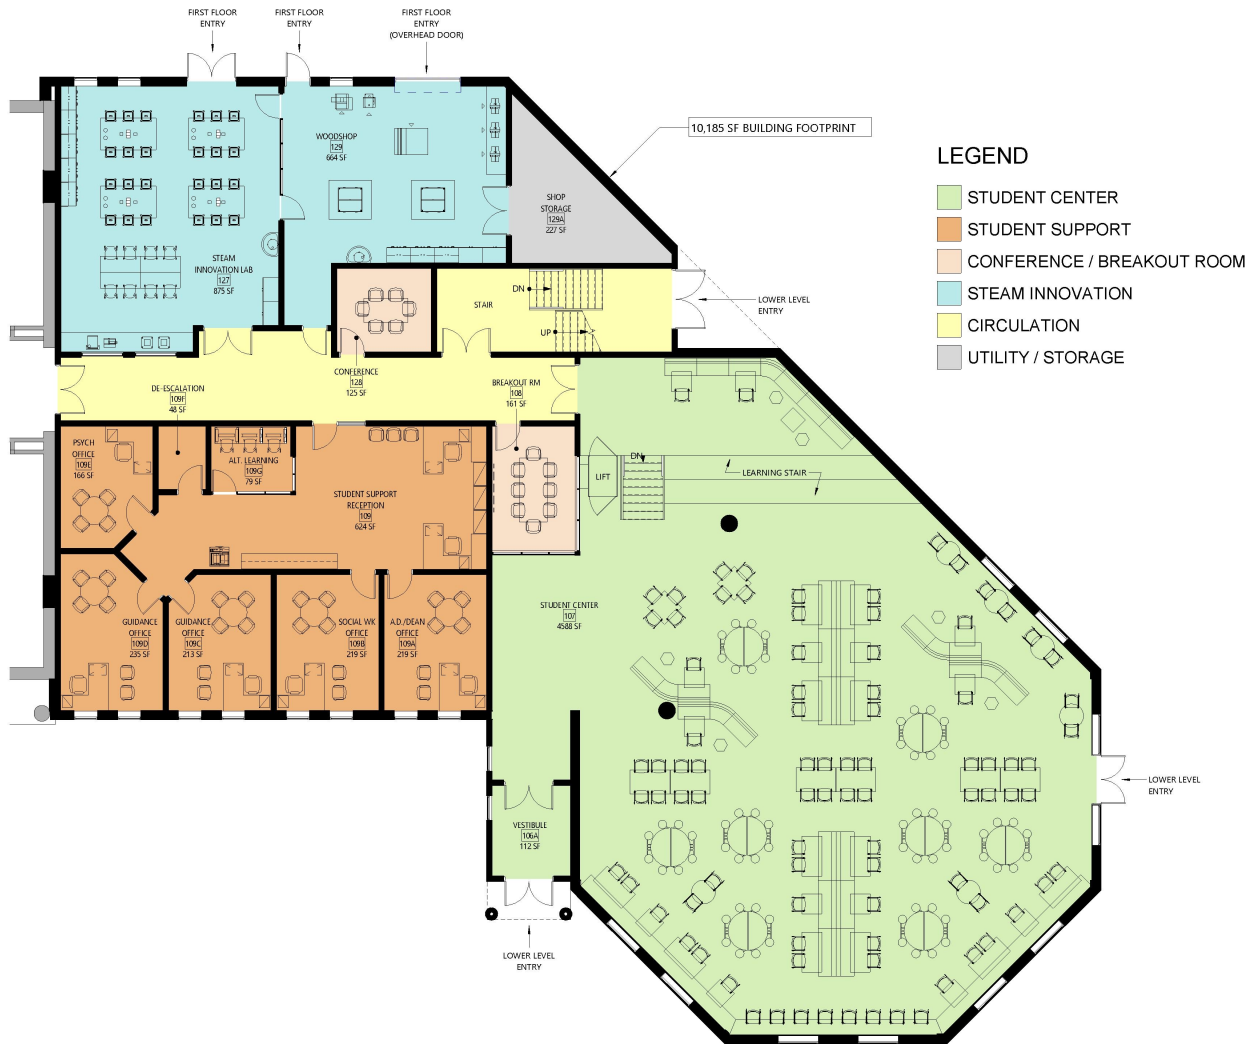 FIRST FLOOR
ENTRY
FIRST FLOOR
ENTRY
FIRST FLOOR
ENTRY
(OVERHEAD DOOR)
10,185 SF BUILDING FOOTPRINT
LEGEND
STUDENT CENTER
STUDENT SUPPORT
CONFERENCE / BREAKOUT ROOM
STEAM INNOVATION
CIRCULATION
UTILITY / STORAGE
WOODSHOP
129
664 SF
SHOP
STORAGE
129A
227 SF
STEAM
INNOVATION LAB
127
875 SF
DN
STAIR
UP
LOWER LEVEL
ENTRY
CONFERENCE
128
125 SF
DE-ESCALATION
109F
48 SF
BREAKOUT RM
108
161 SF
PSYCH
OFFICE
109E
166 SF
ALT. LEARNING
109G
79 SF
STUDENT SUPPORT
RECEPTION
109
624 SF
DN
LIFT
LEARNING STAIR
STUDENT CENTER
107
4588 SF
GUIDANCE
OFFICE
109D
235 SF
GUIDANCE
OFFICE
109C
213 SF
SOCIAL WK
OFFICE
109B
219 SF
A.D./DEAN
OFFICE
109A
219 SF
LOWER LEVEL
ENTRY
VESTIBULE
106A
112 SF
LOWER LEVEL
ENTRY